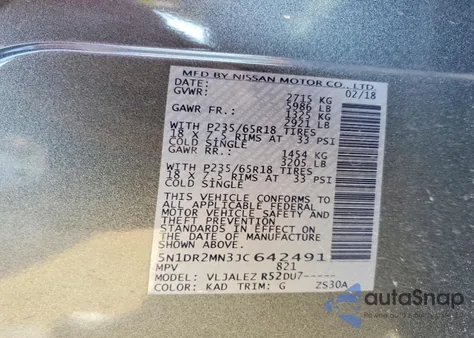 MFD BY NISSAN MOTOR CO., LTD.
DATE: 02/18
GVWR: 2715 KG
5986 LB
GAWR FR.: 1325 KG
2921 LB
WITH P235/65R18 TIRES
18 X 7.5 RIMS AT 33 PSI
COLD SINGLE
GAWR RR.: 1454 KG
3205 LB
WITH P235/65R18 TIRES
18 X 7.5 RIMS AT 33 PSI
COLD SINGLE
THIS VEHICLE CONFORMS TO
ALL APPLICABLE FEDERAL
MOTOR VEHICLE SAFETY AND
THEFT PREVENTION
STANDARDS IN EFFECT ON THE
DATE OF MANUFACTURE
5N1DR2MN3JC642491
MPV 821
MODEL: VLJALEZ R52DU7-----
COLOR: KAD TRIM: G ZS30A
autoSnap